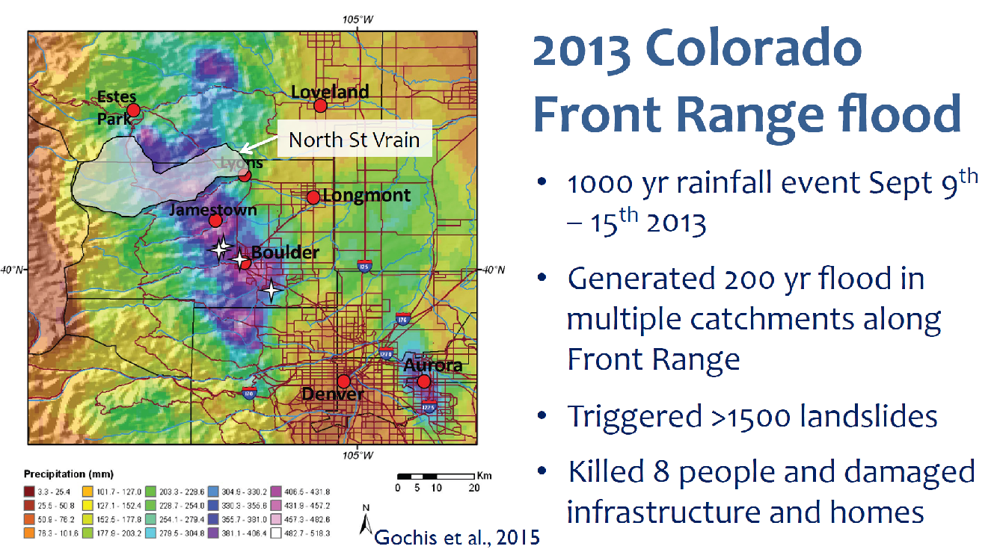 105°W
Estes
Park
Loveland
North St Vrain
Lyons
Longmont
Jamestown
Boulder
40°N
40°N
I25
I76
I270
Aurora
Denver
I70
I225
105°W
Precipitation (mm)
3.3 - 25.4
25.5 - 50.8
50.9 - 76.2
76.3 - 101.6
101.7 - 127.0
127.1 - 152.4
152.5 - 177.8
177.9 - 203.2
203.3 - 228.6
228.7 - 254.0
254.1 - 279.4
279.5 - 304.8
304.9 - 330.2
330.3 - 355.6
355.7 - 381.0
381.1 - 406.4
406.5 - 431.8
431.9 - 457.2
457.3 - 482.6
482.7 - 518.3
Km
0 5 10 20
N
Gochis et al., 2015
2013 Colorado
Front Range flood
• 1000 yr rainfall event Sept 9th
– 15th 2013
• Generated 200 yr flood in
multiple catchments along
Front Range
• Triggered >1500 landslides
• Killed 8 people and damaged
infrastructure and homes